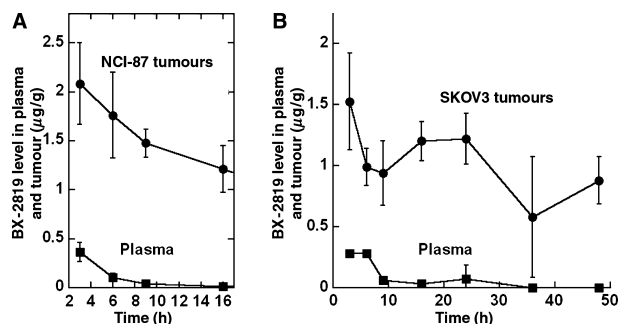 A
BX-2819 level in plasma
and tumour (μg/g)
2.5
2
1.5
1
0.5
0
NCI-87 tumours
Plasma
2 4 6 8 10 12 14 16
Time (h)
B
BX-2819 level in plasma
and tumour (μg/g)
2
1.5
1
0.5
0
SKOV3 tumours
Plasma
0 10 20 30 40 50
Time (h)